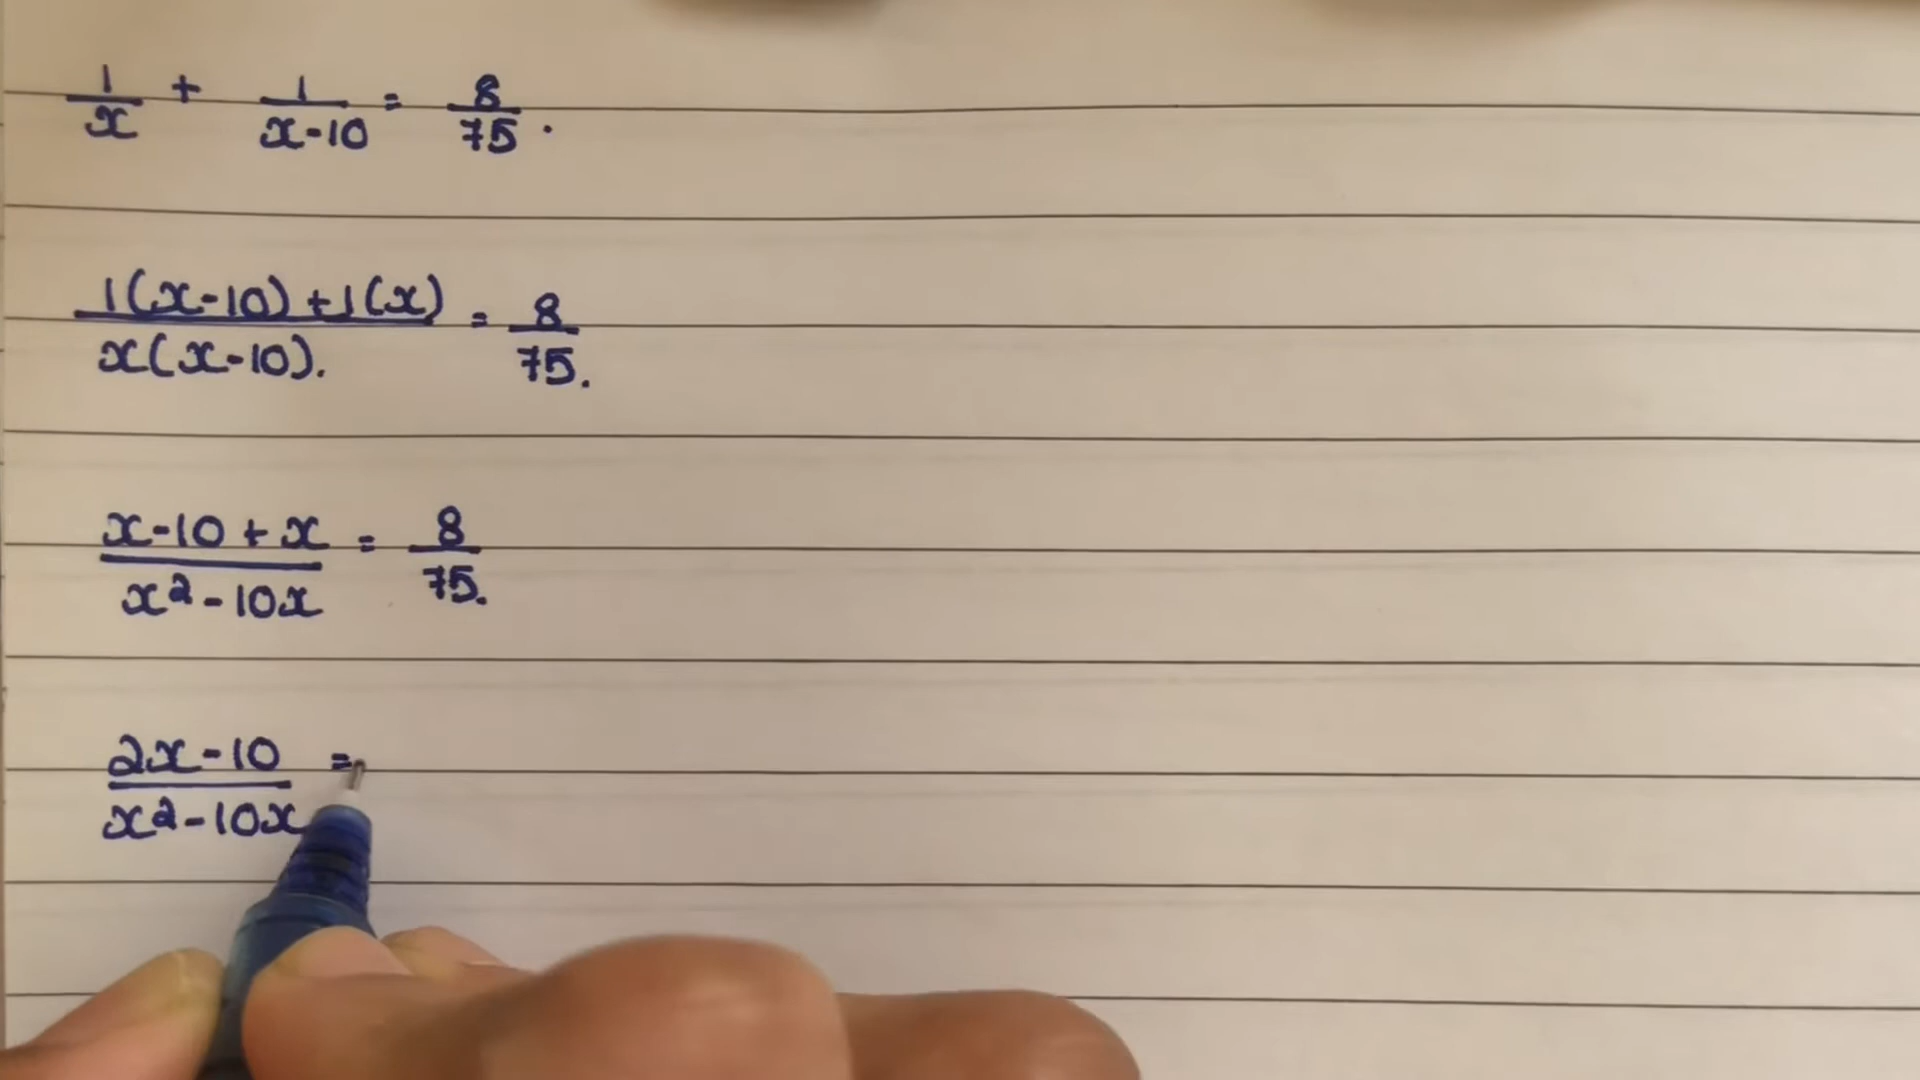 1/x + 1/(x-10) = 8/75.
(1(x-10)+1(x))/(x(x-10).) = 8/75.
(x-10+x)/(x²-10x) = 8/75.
(2x-10)/(x²-10x) =